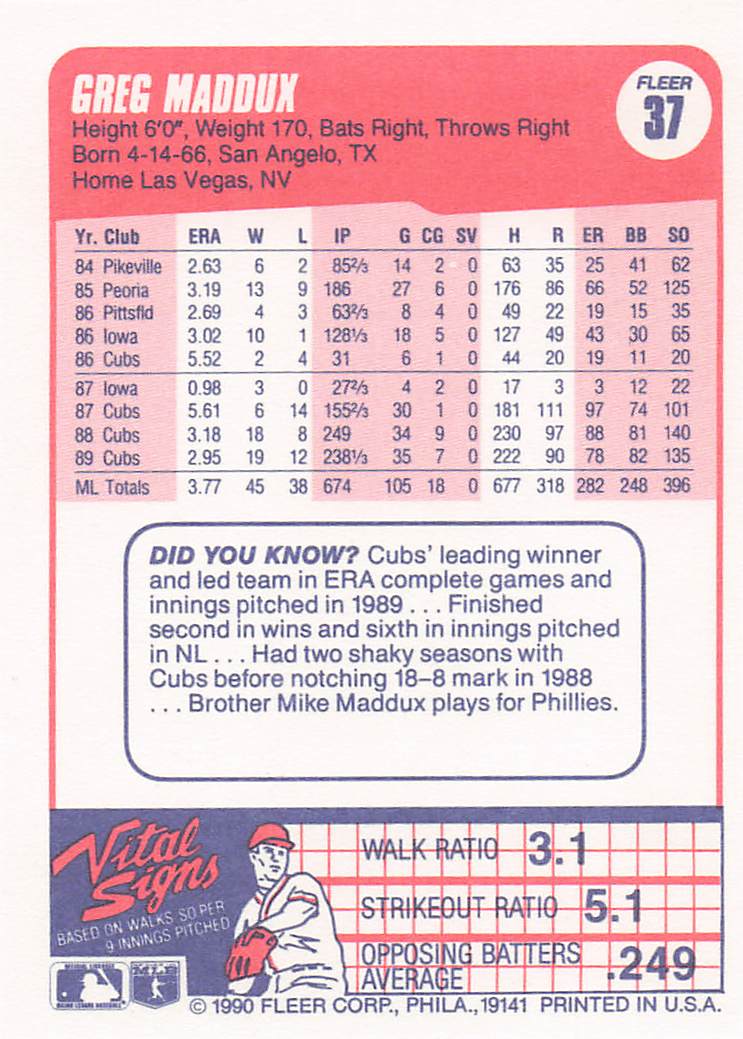 GREG MADDUX
FLEER
37
Height 6'0", Weight 170, Bats Right, Throws Right
Born 4-14-66, San Angelo, TX
Home Las Vegas, NV
Yr. Club ERA W L IP G CG SV H R ER BB SO
84 Pikeville 2.63 6 2 85⅔ 14 2 0 63 35 25 41 62
85 Peoria 3.19 13 9 186 27 6 0 176 86 66 52 125
86 Pittsfld 2.69 4 3 63⅔ 8 4 0 49 22 19 15 35
86 Iowa 3.02 10 1 128⅓ 18 5 0 127 49 43 30 65
86 Cubs 5.52 2 4 31 6 1 0 44 20 19 11 20
87 Iowa 0.98 3 0 27⅔ 4 2 0 17 3 3 12 22
87 Cubs 5.61 6 14 155⅔ 30 1 0 181 111 97 74 101
88 Cubs 3.18 18 8 249 34 9 0 230 97 88 81 140
89 Cubs 2.95 19 12 238⅓ 35 7 0 222 90 78 82 135
ML Totals 3.77 45 38 674 105 18 0 677 318 282 248 396
DID YOU KNOW? Cubs' leading winner
and led team in ERA complete games and
innings pitched in 1989 . . . Finished
second in wins and sixth in innings pitched
in NL . . . Had two shaky seasons with
Cubs before notching 18–8 mark in 1988
. . . Brother Mike Maddux plays for Phillies.
Vital
Signs
BASED ON WALKS, SO PER
9 INNINGS PITCHED
WALK RATIO 3.1
STRIKEOUT RATIO 5.1
OPPOSING BATTERS
AVERAGE .249
OFFICIAL LICENSEE
MAJOR LEAGUE BASEBALL
© 1990 FLEER CORP., PHILA., 19141 PRINTED IN U.S.A.